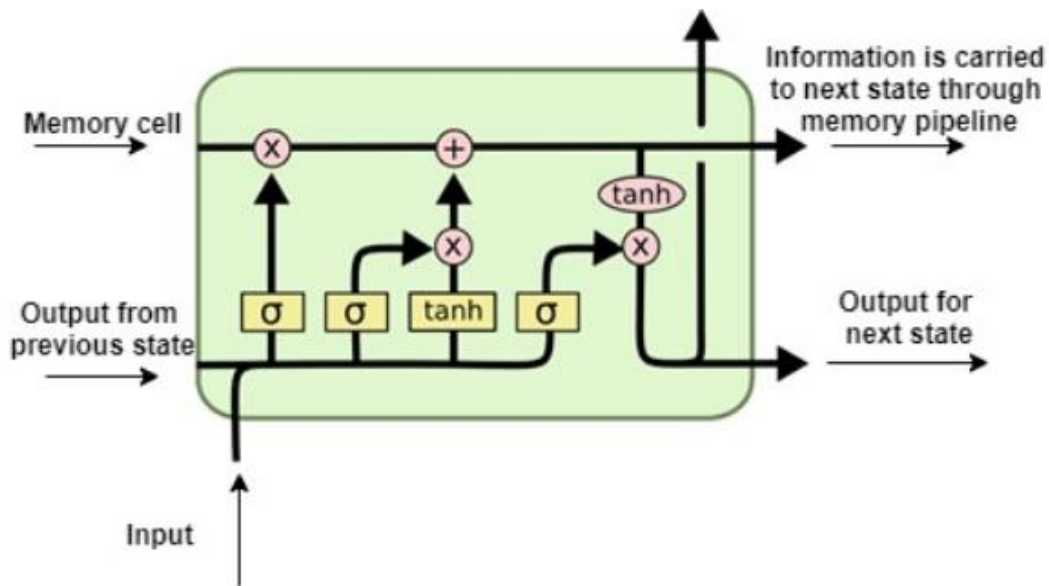 Information is carried
to next state through
memory pipeline
Memory cell
x
+
tanh
x
x
σ
σ
tanh
σ
Output from
previous state
Output for
next state
Input